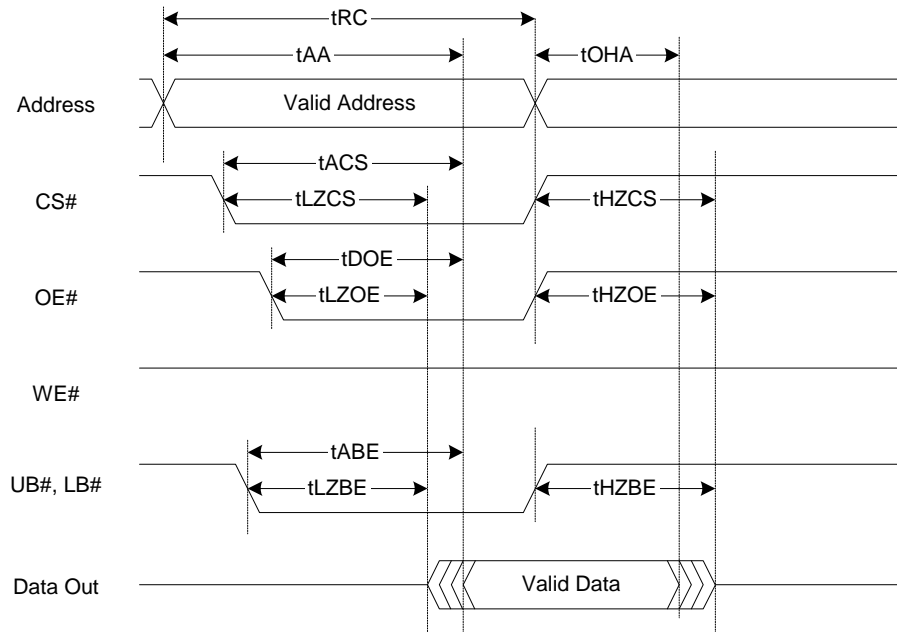 tRC
tAA
tOHA
Address
Valid Address
tACS
CS#
tLZCS
tHZCS
tDOE
OE#
tLZOE
tHZOE
WE#
tABE
UB#, LB#
tLZBE
tHZBE
Data Out
Valid Data